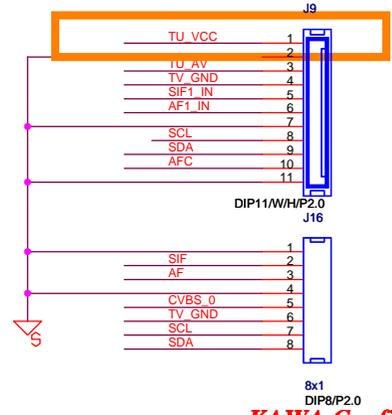 J9
TU_VCC 1
2
TU_AV 3
TV_GND 4
SIF1_IN 5
AF1_IN 6
7
SCL 8
SDA 9
AFC 10
11
DIP11/W/H/P2.0
J16
1
SIF 2
AF 3
4
CVBS_0 5
TV_GND 6
SCL 7
SDA 8
S
8x1
DIP8/P2.0